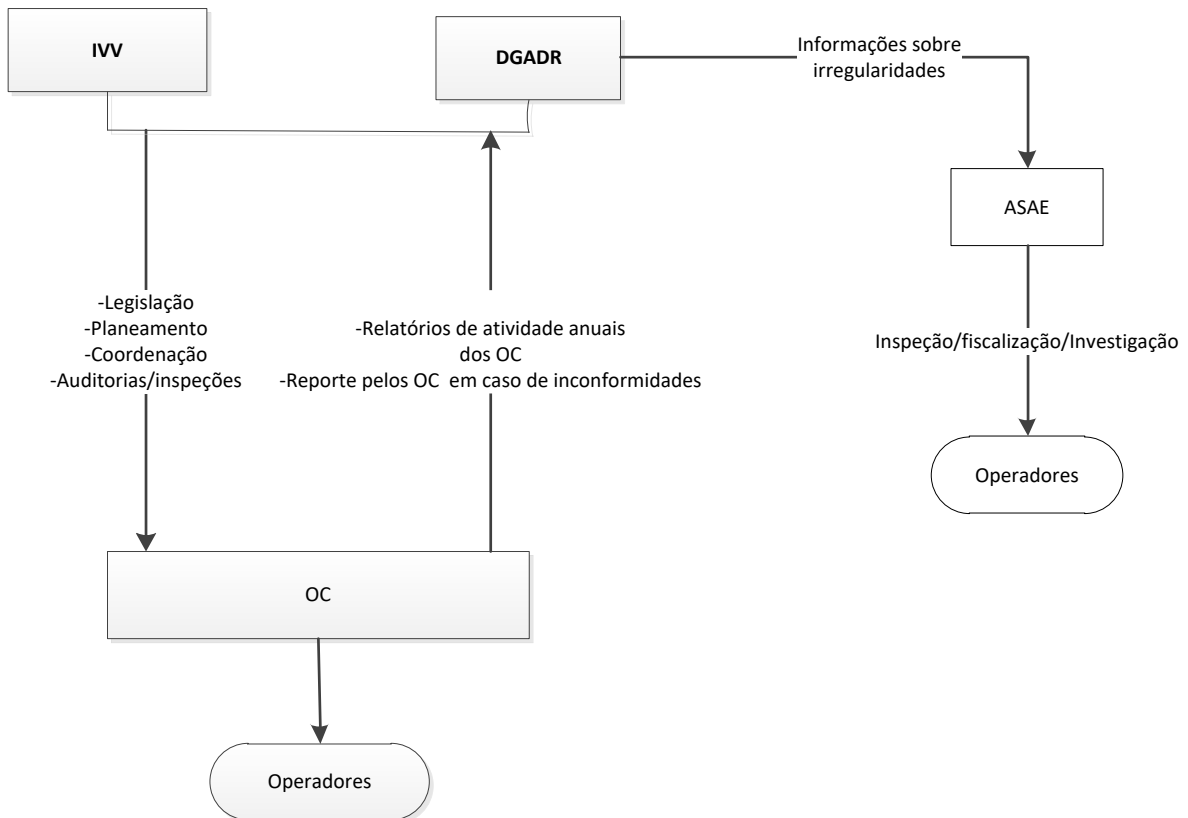 IVV
DGADR
Informações sobre
irregularidades
ASAE
-Legislação
-Planeamento
-Coordenação
-Auditorias/inspeções
-Relatórios de atividade anuais
dos OC
-Reporte pelos OC  em caso de inconformidades
Inspeção/fiscalização/Investigação
Operadores
OC
Operadores